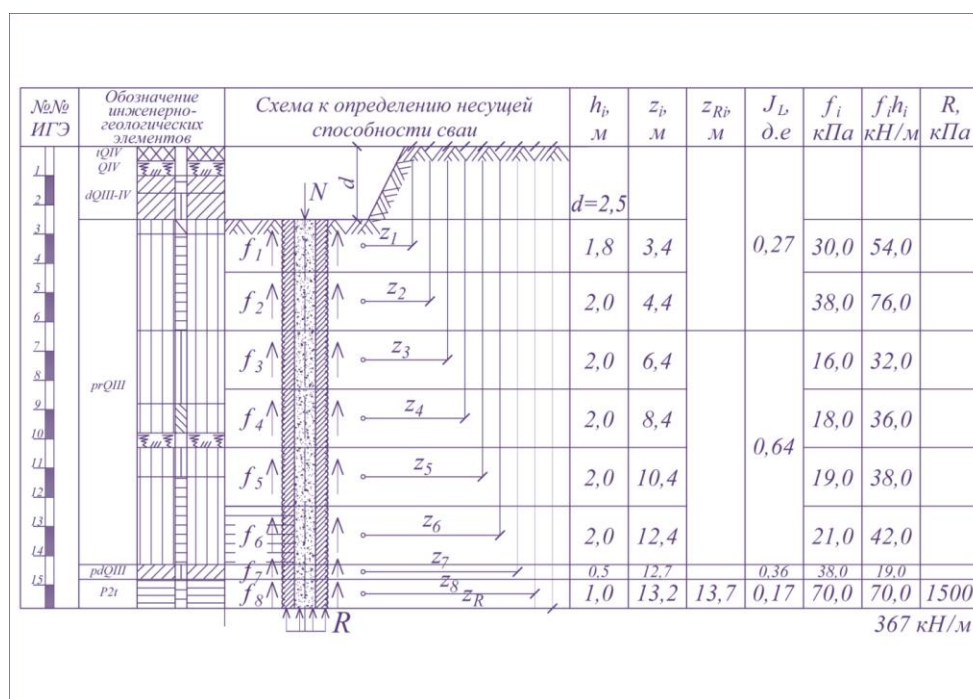 №№ ИГЭ
Обозначение инженерно-геологических элементов
Схема к определению несущей способности сваи
hᵢ, м
zᵢ, м
z_Ri, м
J_L, д.е
fᵢ кПа
fᵢhᵢ кН/м
R, кПа
tQIV
QIV
dQIII-IV
prQIII
pdQIII
P2t
1
2
3
4
5
6
7
8
9
10
11
12
13
14
15
N
d
d=2,5
f₁ z₁ 1,8 3,4 0,27 30,0 54,0
f₂ z₂ 2,0 4,4 38,0 76,0
f₃ z₃ 2,0 6,4 16,0 32,0
f₄ z₄ 2,0 8,4 0,64 18,0 36,0
f₅ z₅ 2,0 10,4 19,0 38,0
f₆ z₆ 2,0 12,4 21,0 42,0
f₇ z₇ 0,5 12,7 0,36 38,0 19,0
f₈ z₈ z_R 1,0 13,2 13,7 0,17 70,0 70,0 1500
R
367 кН/м